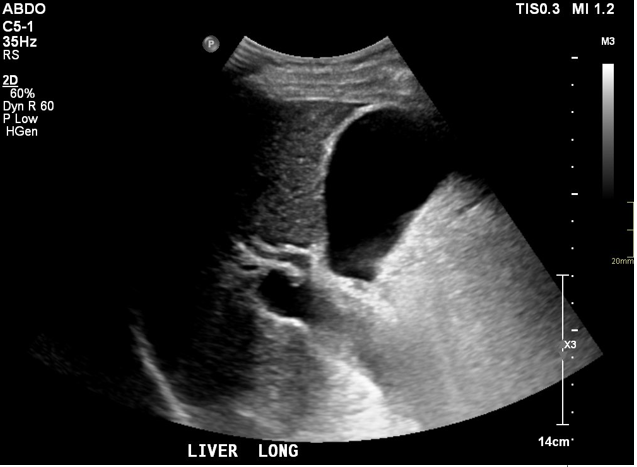 ABDO
C5-1
35Hz
RS
2D
60%
Dyn R 60
P Low
HGen
P
TIS0.3 MI 1.2
M3
20mm
X3
14cm
LIVER LONG